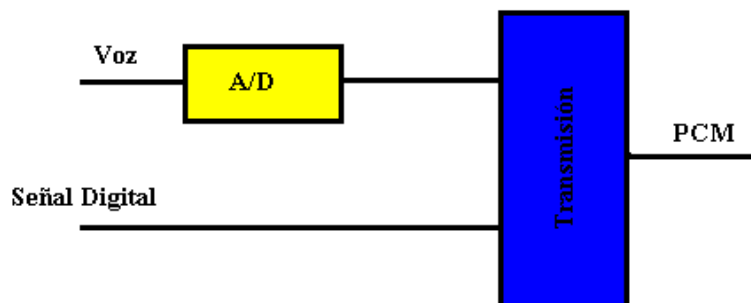 Voz
A/D
Transmisión
PCM
Señal Digital